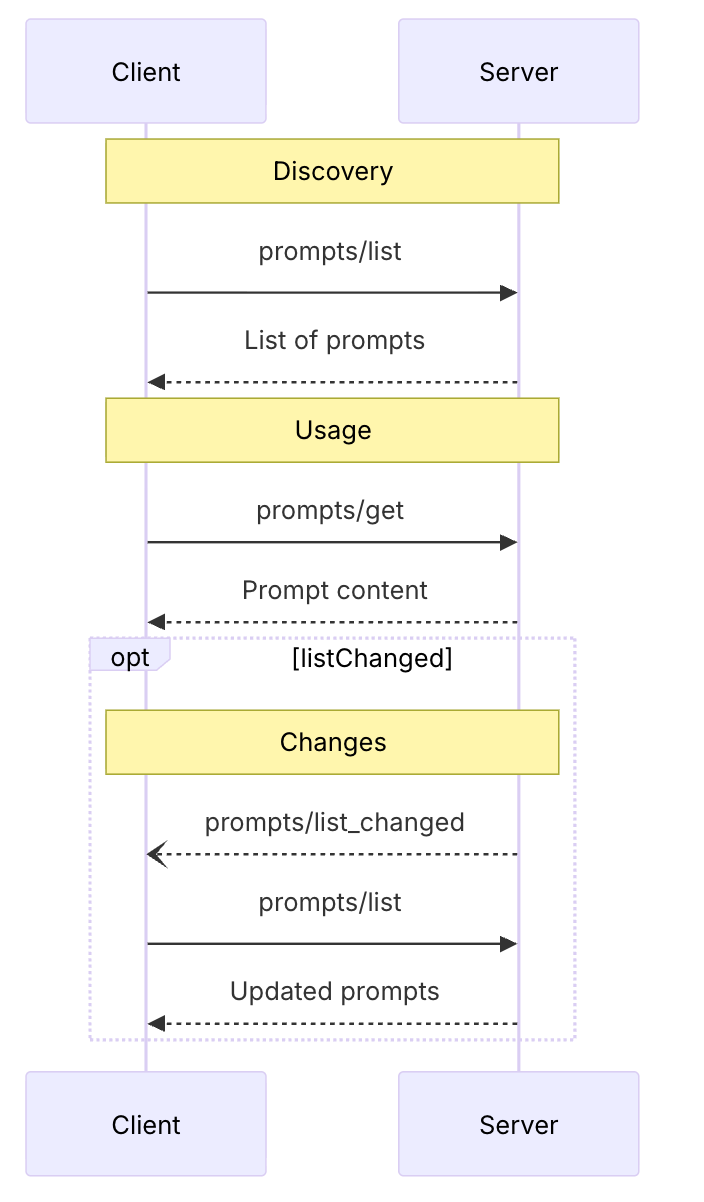 Client
Server
Discovery
prompts/list
List of prompts
Usage
prompts/get
Prompt content
opt
[listChanged]
Changes
prompts/list_changed
prompts/list
Updated prompts
Client
Server